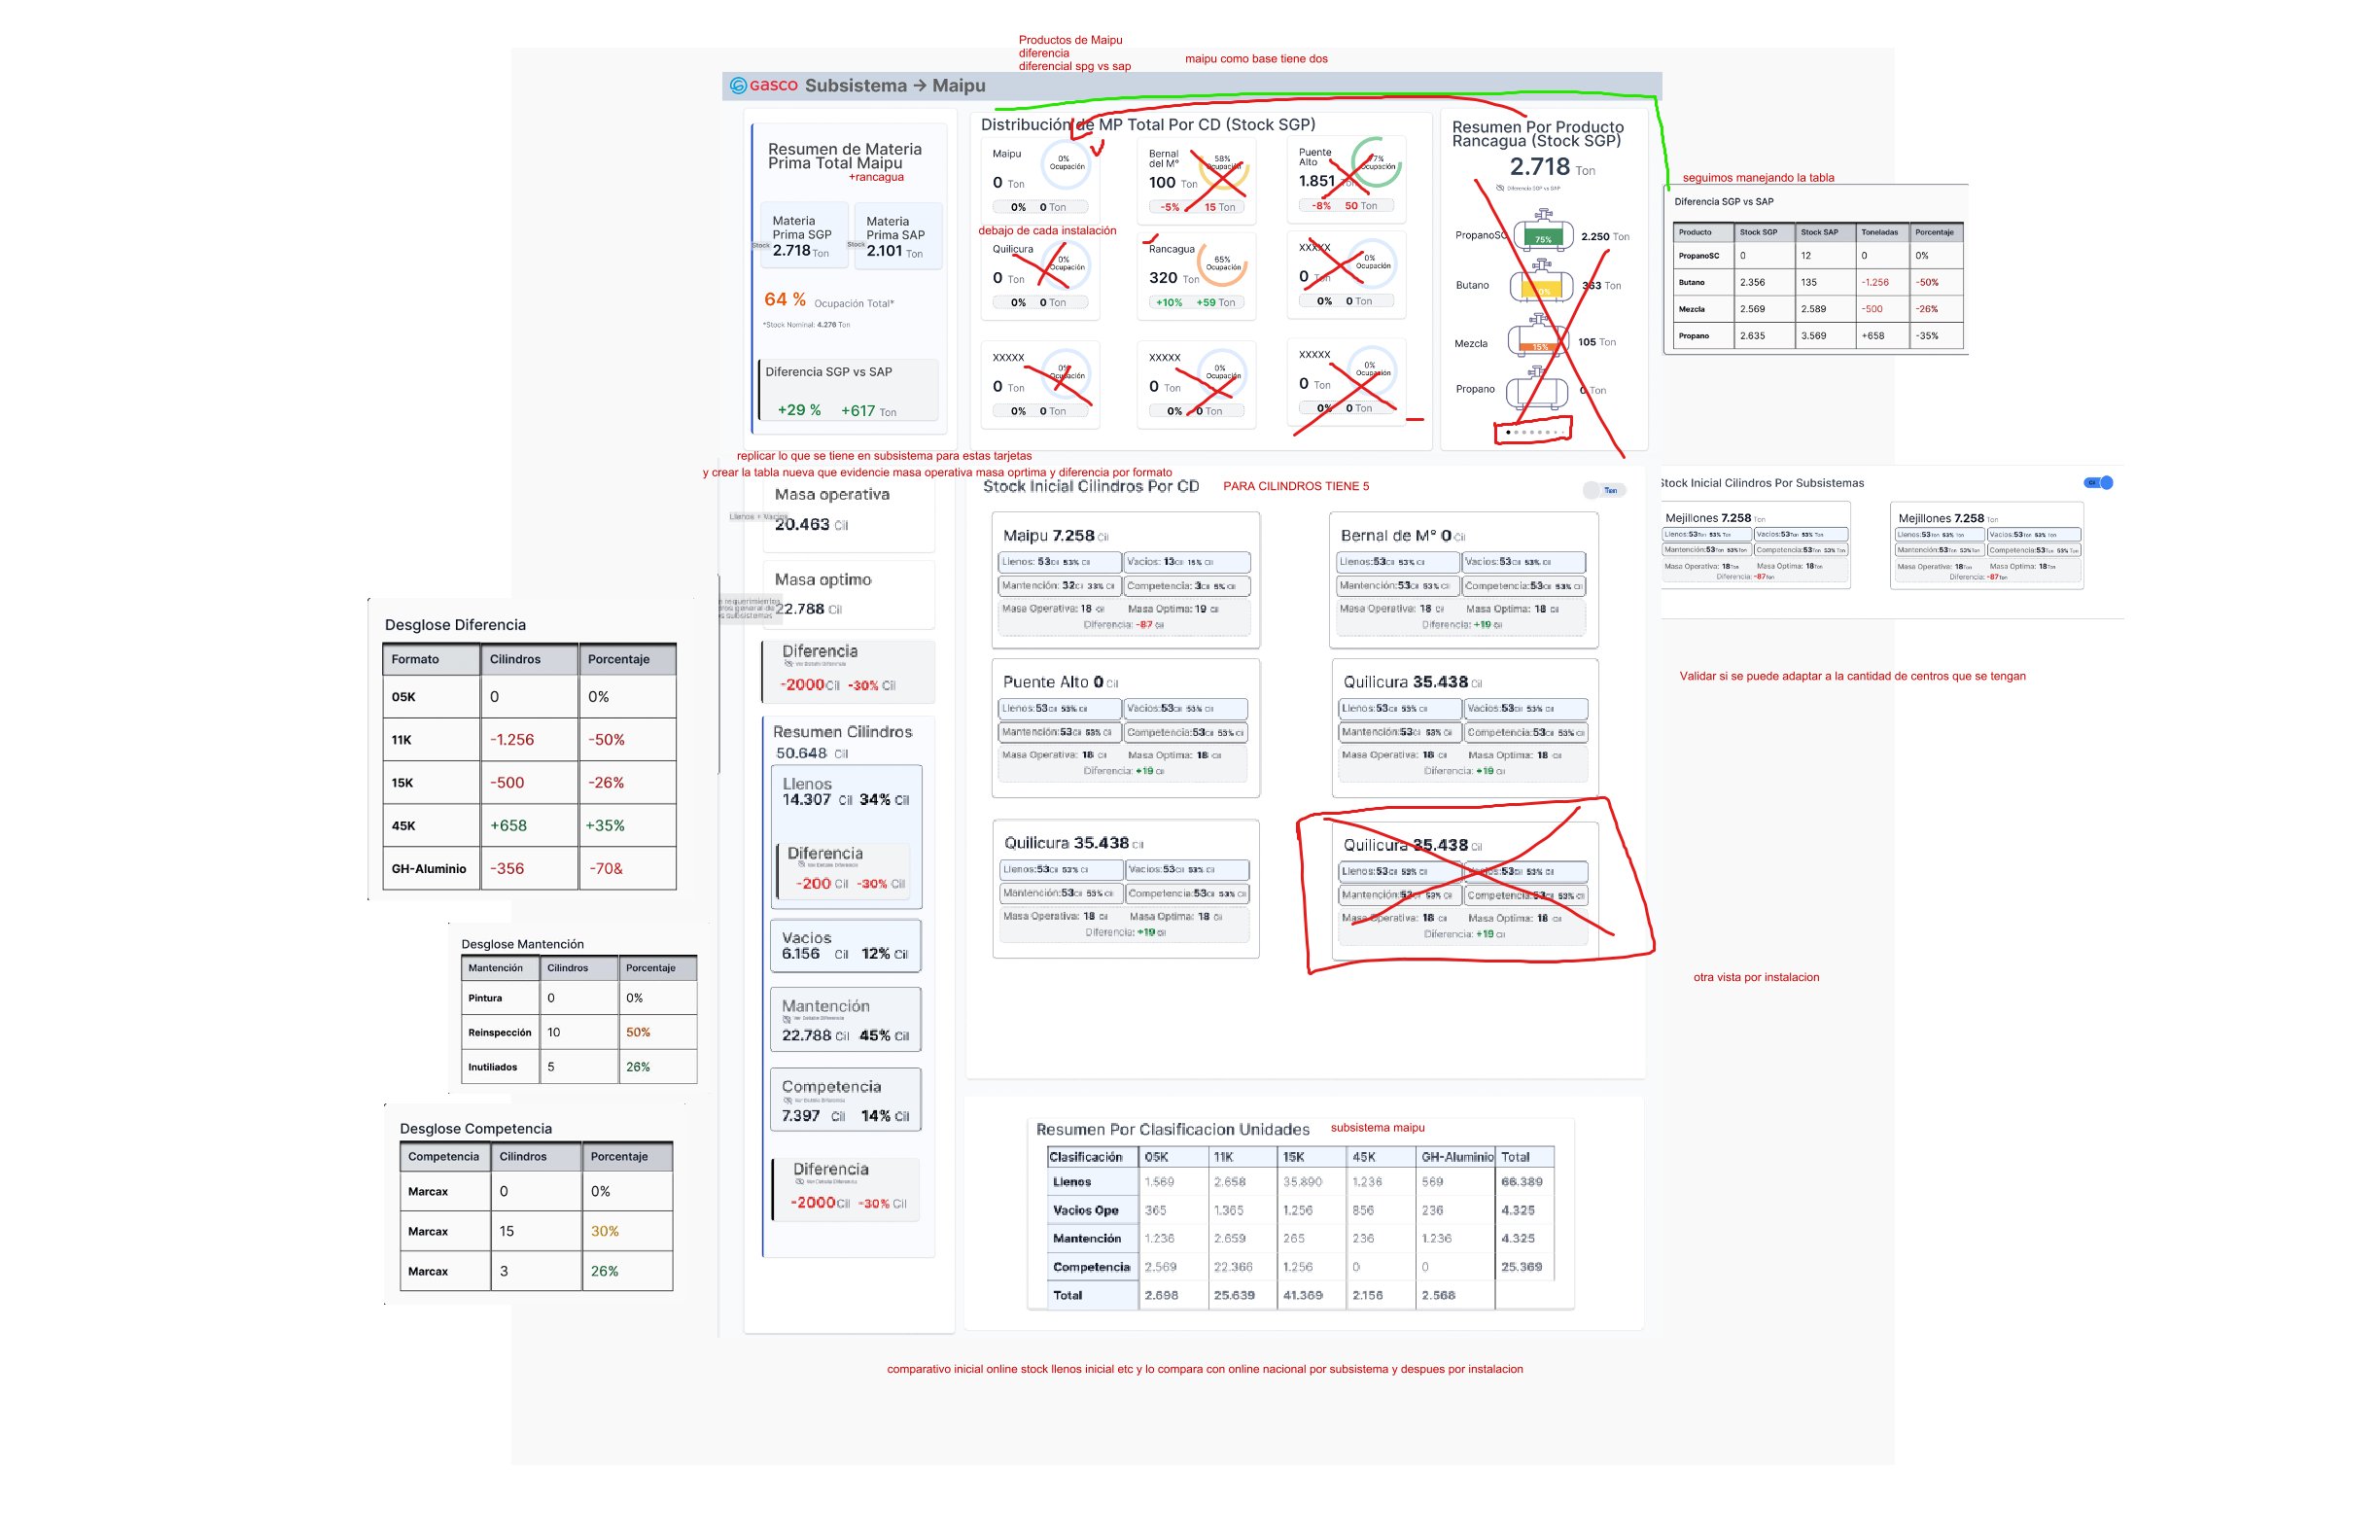 Productos de Maipu
diferencia
diferencial spg vs sap
maipu como base tiene dos
gasco Subsistema → Maipu
Resumen de Materia
Prima Total Maipu
+rancagua
Materia
Prima SGP
Stock 2.718 Ton
Materia
Prima SAP
Stock 2.101 Ton
64 % Ocupación Total*
*Stock Nominal: 4.276 Ton
Diferencia SGP vs SAP
+29 % +617 Ton
Distribución de MP Total Por CD (Stock SGP)
Maipu
0%
Ocupación
0 Ton
0% 0 Ton
Bernal
del M°
58%
Ocupación
100 Ton
-5% 15 Ton
Puente
Alto
77%
Ocupación
1.851 Ton
-8% 50 Ton
debajo de cada instalación
Quilicura
0%
Ocupación
0 Ton
0% 0 Ton
Rancagua
65%
Ocupación
320 Ton
+10% +59 Ton
XXXXX
0%
Ocupación
0 Ton
0% 0 Ton
XXXXX
0%
Ocupación
0 Ton
0% 0 Ton
XXXXX
0%
Ocupación
0 Ton
0% 0 Ton
XXXXX
0%
Ocupación
0 Ton
0% 0 Ton
Resumen Por Producto
Rancagua (Stock SGP)
2.718 Ton
Diferencia SGP vs SAP
PropanoSC 75% 2.250 Ton
Butano 363 Ton
Mezcla 15% 105 Ton
Propano 0 Ton
seguimos manejando la tabla
Diferencia SGP vs SAP
Producto Stock SGP Stock SAP Toneladas Porcentaje
PropanoSC 0 12 0 0%
Butano 2.356 135 -1.256 -50%
Mezcla 2.569 2.589 -500 -26%
Propano 2.635 3.569 +658 -35%
replicar lo que se tiene en subsistema para estas tarjetas
y crear la tabla nueva que evidencie masa operativa masa oprtima y diferencia por formato
Masa operativa
Llenos + Vacios
20.463 Cil
Masa optimo
22.788 Cil
requerimientos
general de
subsistemas
Diferencia
Ver Detalle Diferencia
-2000 Cil -30% Cil
Resumen Cilindros
50.648 Cil
Llenos
14.307 Cil 34% Cil
Diferencia
Ver Detalle Diferencia
-200 Cil -30% Cil
Vacios
6.156 Cil 12% Cil
Mantención
Ver Detalle Diferencia
22.788 Cil 45% Cil
Competencia
Ver Detalle Diferencia
7.397 Cil 14% Cil
Diferencia
Ver Detalle Diferencia
-2000 Cil -30% Cil
Stock Inicial Cilindros Por CD
PARA CILINDROS TIENE 5
Ton
Maipu 7.258 Cil
Llenos: 53 Cil 53% Cil Vacios: 13 Cil 15% Cil
Mantención: 32 Cil 33% Cil Competencia: 3 Cil 5% Cil
Masa Operativa: 18 Cil Masa Optima: 19 Cil
Diferencia: -87 Cil
Bernal de M° 0 Cil
Llenos:53 Cil 53% Cil Vacios:53 Cil 53% Cil
Mantención:53 Cil 53% Cil Competencia:53 Cil 53% Cil
Masa Operativa: 18 Cil Masa Optima: 18 Cil
Diferencia: +19 Cil
Puente Alto 0 Cil
Llenos:53 Cil 53% Cil Vacios:53 Cil 53% Cil
Mantención:53 Cil 53% Cil Competencia:53 Cil 53% Cil
Masa Operativa: 18 Cil Masa Optima: 18 Cil
Diferencia: +19 Cil
Quilicura 35.438 Cil
Llenos:53 Cil 53% Cil Vacios:53 Cil 53% Cil
Mantención:53 Cil 53% Cil Competencia:53 Cil 53% Cil
Masa Operativa: 18 Cil Masa Optima: 18 Cil
Diferencia: +19 Cil
Quilicura 35.438 Cil
Llenos:53 Cil 53% Cil Vacios:53 Cil 53% Cil
Mantención:53 Cil 53% Cil Competencia:53 Cil 53% Cil
Masa Operativa: 18 Cil Masa Optima: 18 Cil
Diferencia: +19 Cil
Quilicura 35.438 Cil
Llenos:53 Cil 53% Cil Vacios:53 Cil 53% Cil
Mantención:53 Cil 53% Cil Competencia:53 Cil 53% Cil
Masa Operativa: 18 Cil Masa Optima: 18 Cil
Diferencia: +19 Cil
Stock Inicial Cilindros Por Subsistemas
Cil
Mejillones 7.258 Ton
Llenos:53 Ton 53% Ton Vacios:53 Ton 53% Ton
Mantención:53 Ton 53% Ton Competencia:53 Ton 53% Ton
Masa Operativa: 18 Ton Masa Optima: 18 Ton
Diferencia: -87 Ton
Mejillones 7.258 Ton
Llenos:53 Ton 53% Ton Vacios:53 Ton 53% Ton
Mantención:53 Ton 53% Ton Competencia:53 Ton 53% Ton
Masa Operativa: 18 Ton Masa Optima: 18 Ton
Diferencia: -87 Ton
Validar si se puede adaptar a la cantidad de centros que se tengan
otra vista por instalacion
Desglose Diferencia
Formato Cilindros Porcentaje
05K 0 0%
11K -1.256 -50%
15K -500 -26%
45K +658 +35%
GH-Aluminio -356 -70&
Desglose Mantención
Mantención Cilindros Porcentaje
Pintura 0 0%
Reinspección 10 50%
Inutiliados 5 26%
Desglose Competencia
Competencia Cilindros Porcentaje
Marcax 0 0%
Marcax 15 30%
Marcax 3 26%
Resumen Por Clasificacion Unidades
subsistema maipu
Clasificación 05K 11K 15K 45K GH-Aluminio Total
Llenos 1.569 2.658 35.890 1.236 569 66.389
Vacios Ope 365 1.365 1.256 856 236 4.325
Mantención 1.236 2.659 265 236 1.236 4.325
Competencia 2.569 22.366 1.256 0 0 25.369
Total 2.698 25.639 41.369 2.156 2.568
comparativo inicial online stock llenos inicial etc y lo compara con online nacional por subsistema y despues por instalacion